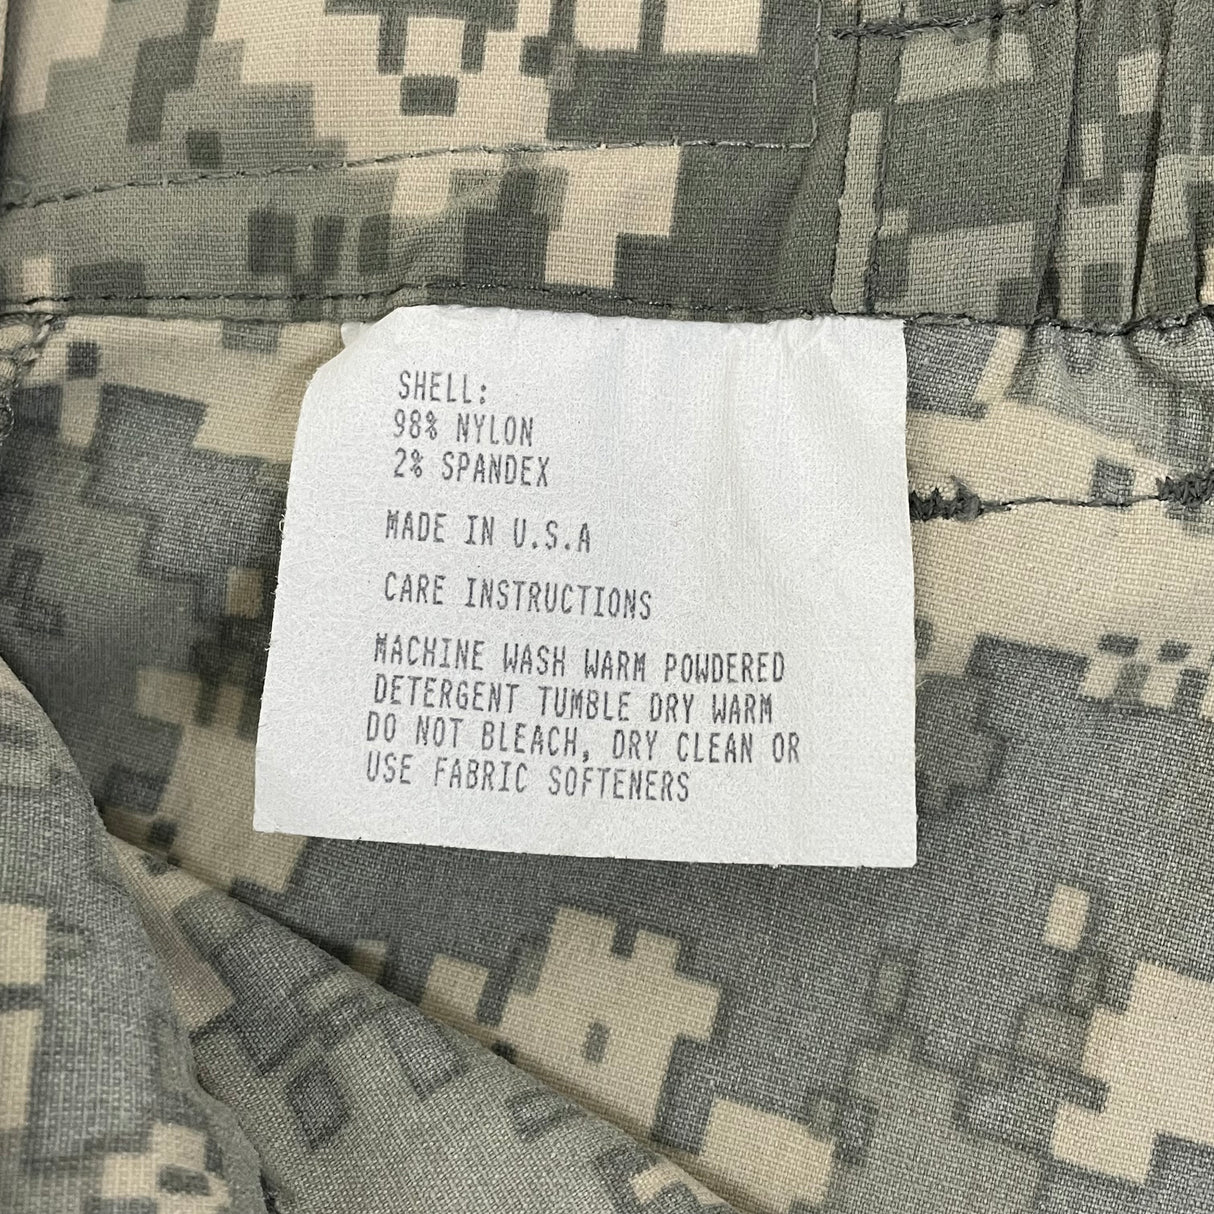 SHELL:
98% NYLON
2% SPANDEX
MADE IN U.S.A
CARE INSTRUCTIONS
MACHINE WASH WARM POWDERED
DETERGENT TUMBLE DRY WARM
DO NOT BLEACH, DRY CLEAN OR
USE FABRIC SOFTENERS